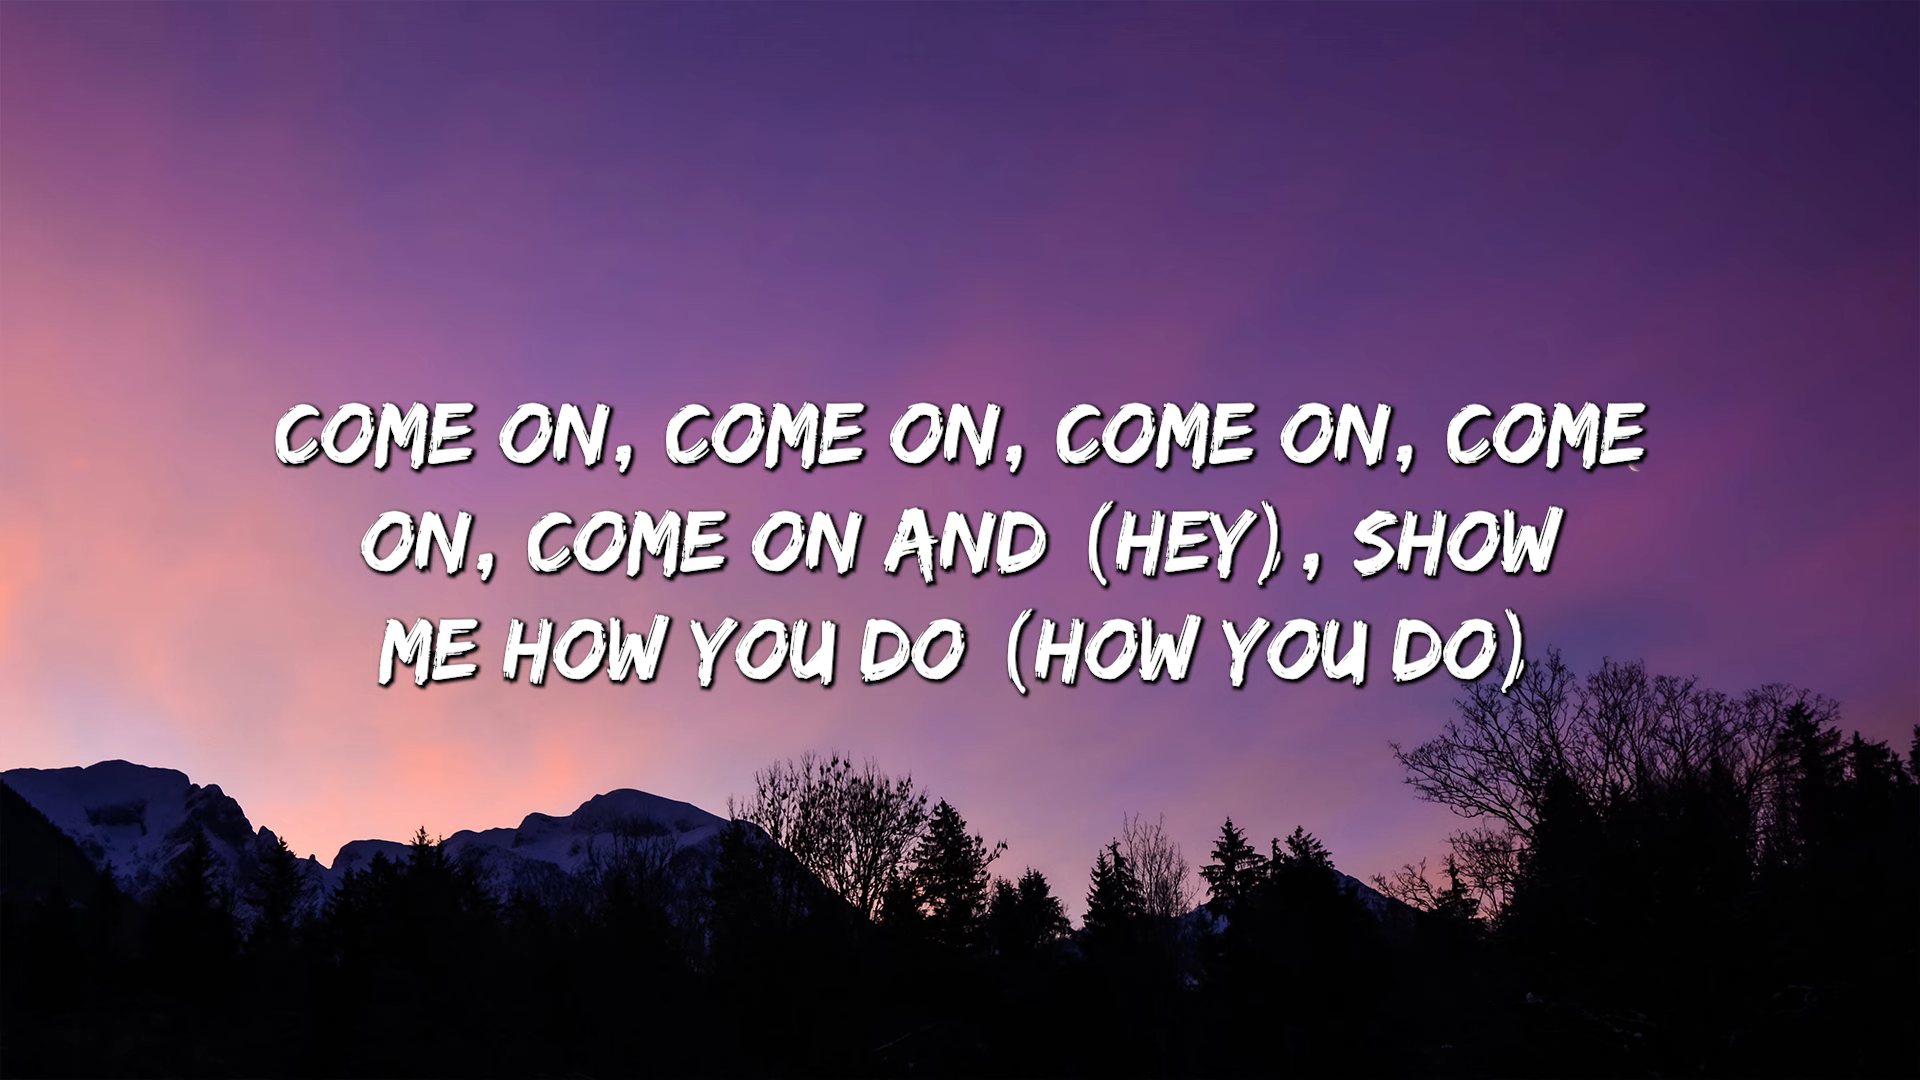 COME ON, COME ON, COME ON, COME
ON, COME ON AND (HEY), SHOW
ME HOW YOU DO (HOW YOU DO)